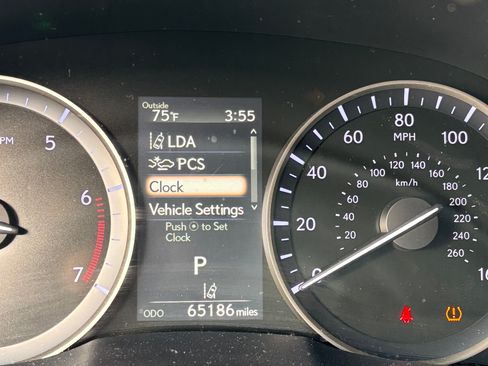 Outside
75°F 3:55
LDA
PCS
Clock
Vehicle Settings
Push ⦿ to Set
Clock
P
ODO 65186 miles
PM
5
6
7
0
20
40
60
80
100
MPH
km/h
20
40
60
80
100
120
140
160
180
200
220
240
260